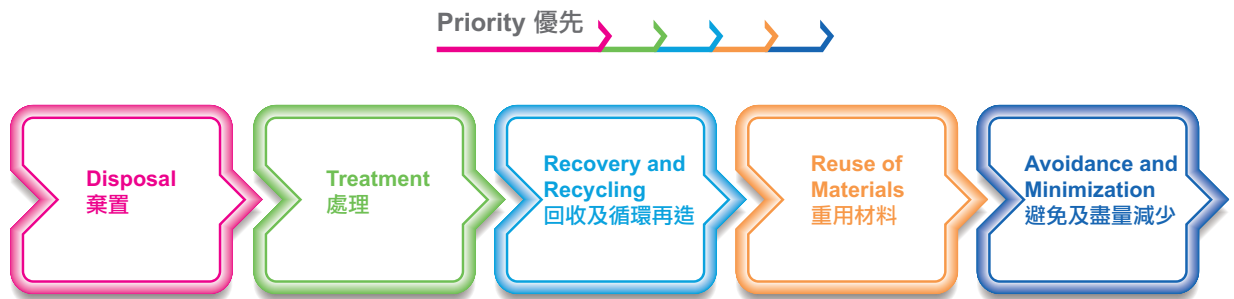 Priority 優先
Disposal
棄置
Treatment
處理
Recovery and
Recycling
回收及循環再造
Reuse of
Materials
重用材料
Avoidance and
Minimization
避免及盡量減少